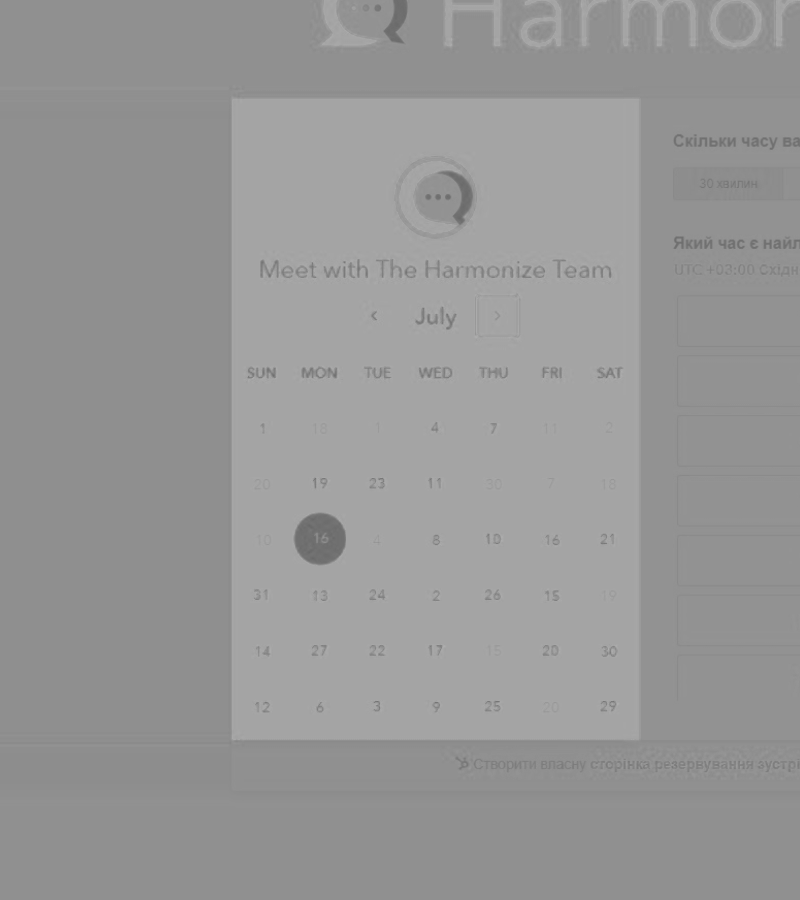 Harmon
Скільки часу ва
30 хвилин
Meet with The Harmonize Team
Який час є найл
UTC +03:00 Східн
July
SUN MON TUE WED THU FRI SAT
1 18 1 4 7 11 2
20 19 23 11 30 7 18
10 16 4 8 10 16 21
31 13 24 2 26 15 19
14 27 22 17 15 20 30
12 6 3 9 25 20 29
Створити власну сторінка резервування зустрі